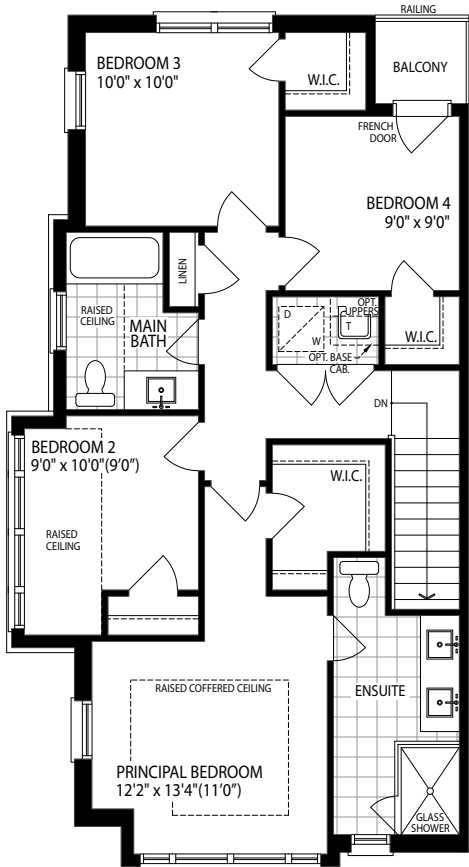 RAILING
BEDROOM 3
10'0" x 10'0"
W.I.C.
BALCONY
FRENCH
DOOR
BEDROOM 4
9'0" x 9'0"
LINEN
RAISED
CEILING
MAIN
BATH
D
W
OPT.
UPPERS
T
OPT. BASE
CAB.
W.I.C.
DN
BEDROOM 2
9'0" x 10'0"(9'0")
RAISED
CEILING
W.I.C.
RAISED COFFERED CEILING
ENSUITE
PRINCIPAL BEDROOM
12'2" x 13'4"(11'0")
GLASS
SHOWER